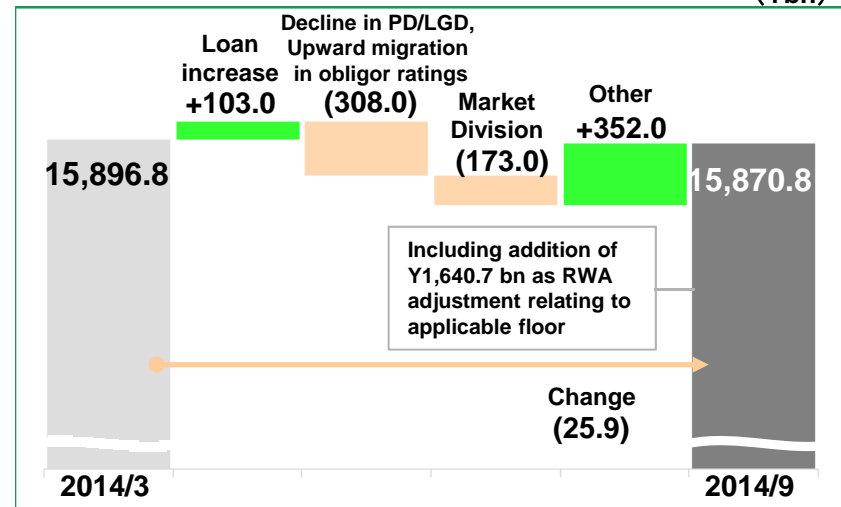 Loan
increase
+103.0
Decline in PD/LGD,
Upward migration
in obligor ratings
(308.0)
Market
Division
(173.0)
Other
+352.0
15,896.8
15,870.8
Including addition of
Y1,640.7 bn as RWA
adjustment relating to
applicable floor
Change
(25.9)
2014/3
2014/9